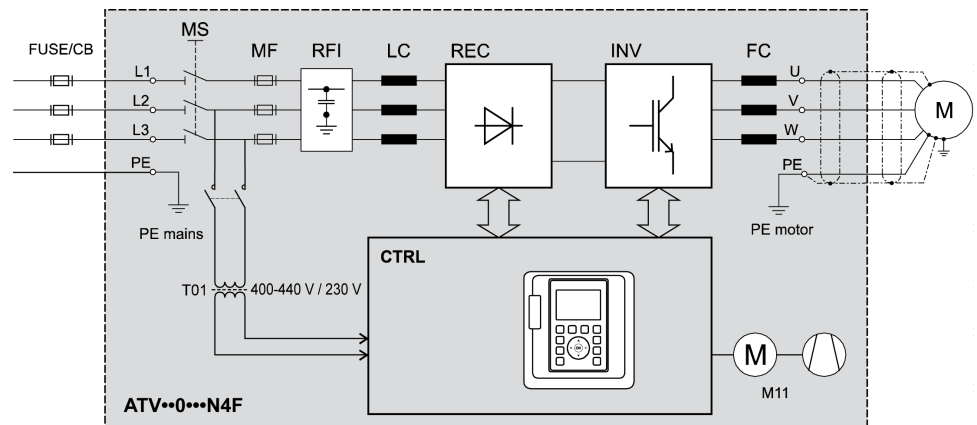 MS
FUSE/CB
MF
RFI
LC
REC
INV
FC
L1
U
L2
V
M
L3
W
PE
PE
PE mains
PE motor
CTRL
T01
400-440 V / 230 V
M
M11
ATV••0•••N4F